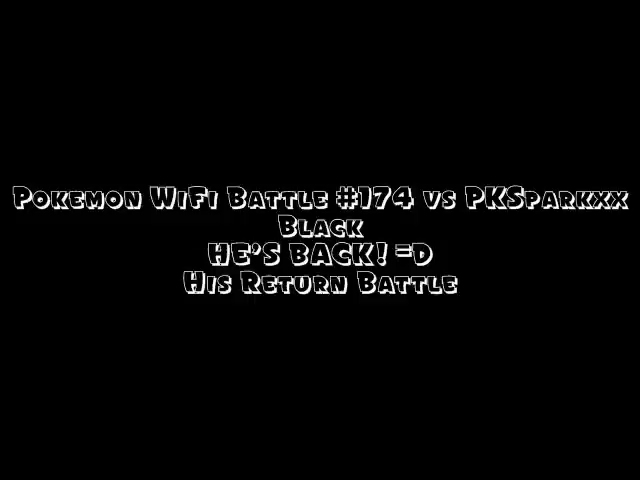 Pokemon WiFi Battle #174 vs PKSparkxx
Black
HE'S BACK! =D
His Return Battle